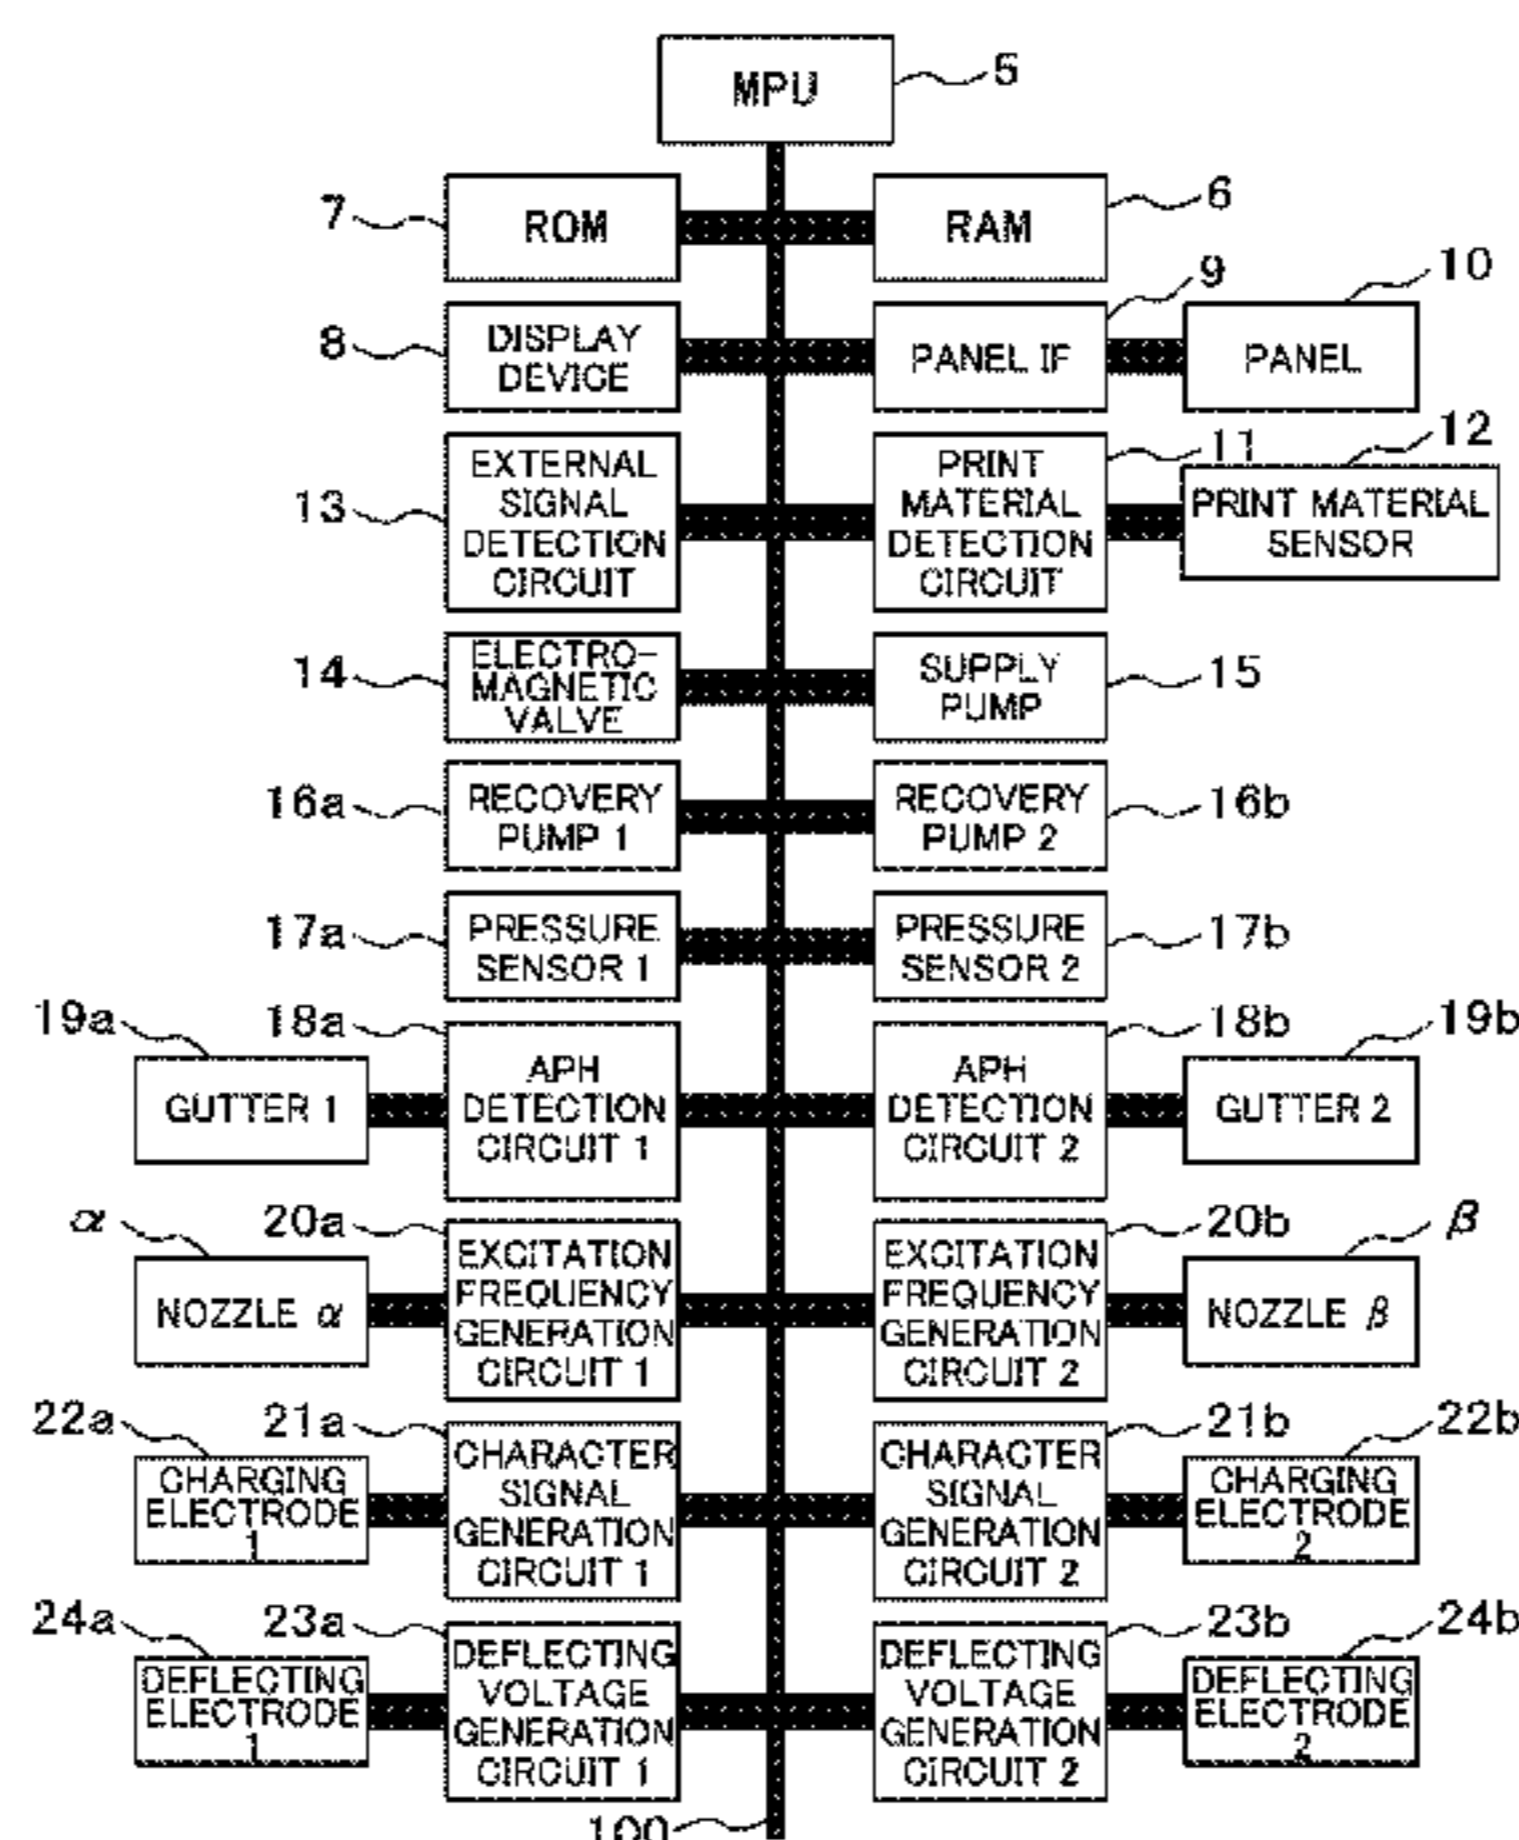 MPU
5
7
ROM
RAM
6
8
DISPLAY
DEVICE
PANEL IF
9
PANEL
10
13
EXTERNAL
SIGNAL
DETECTION
CIRCUIT
PRINT
MATERIAL
DETECTION
CIRCUIT
11
PRINT MATERIAL
SENSOR
12
14
ELECTRO-
MAGNETIC
VALVE
SUPPLY
PUMP
15
16a
RECOVERY
PUMP 1
RECOVERY
PUMP 2
16b
17a
PRESSURE
SENSOR 1
PRESSURE
SENSOR 2
17b
19a
GUTTER 1
18a
APH
DETECTION
CIRCUIT 1
APH
DETECTION
CIRCUIT 2
18b
GUTTER 2
19b
α
NOZZLE α
20a
EXCITATION
FREQUENCY
GENERATION
CIRCUIT 1
EXCITATION
FREQUENCY
GENERATION
CIRCUIT 2
20b
NOZZLE β
β
22a
CHARGING
ELECTRODE
1
21a
CHARACTER
SIGNAL
GENERATION
CIRCUIT 1
CHARACTER
SIGNAL
GENERATION
CIRCUIT 2
21b
CHARGING
ELECTRODE
2
22b
24a
DEFLECTING
ELECTRODE
1
23a
DEFLECTING
VOLTAGE
GENERATION
CIRCUIT 1
DEFLECTING
VOLTAGE
GENERATION
CIRCUIT 2
23b
DEFLECTING
ELECTRODE
2
24b
100